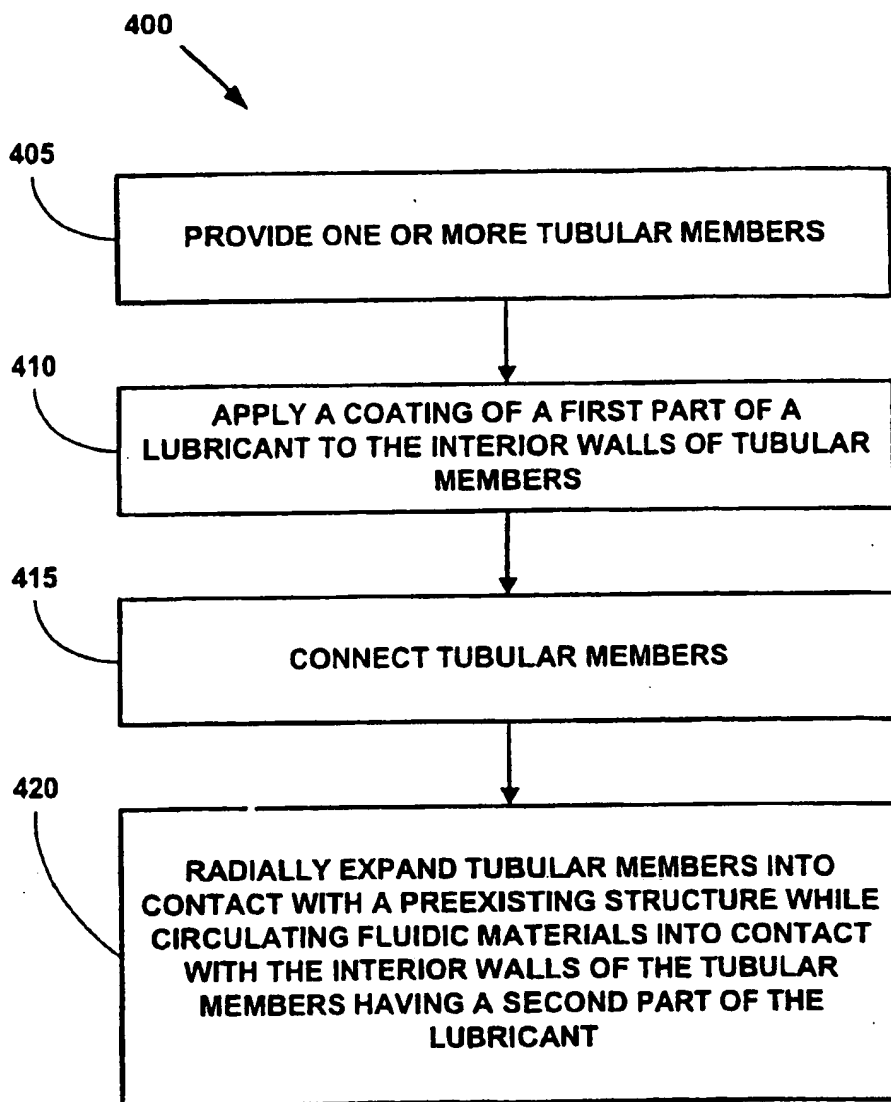 400
405
PROVIDE ONE OR MORE TUBULAR MEMBERS
410
APPLY A COATING OF A FIRST PART OF A
LUBRICANT TO THE INTERIOR WALLS OF TUBULAR
MEMBERS
415
CONNECT TUBULAR MEMBERS
420
RADIALLY EXPAND TUBULAR MEMBERS INTO
CONTACT WITH A PREEXISTING STRUCTURE WHILE
CIRCULATING FLUIDIC MATERIALS INTO CONTACT
WITH THE INTERIOR WALLS OF THE TUBULAR
MEMBERS HAVING A SECOND PART OF THE
LUBRICANT